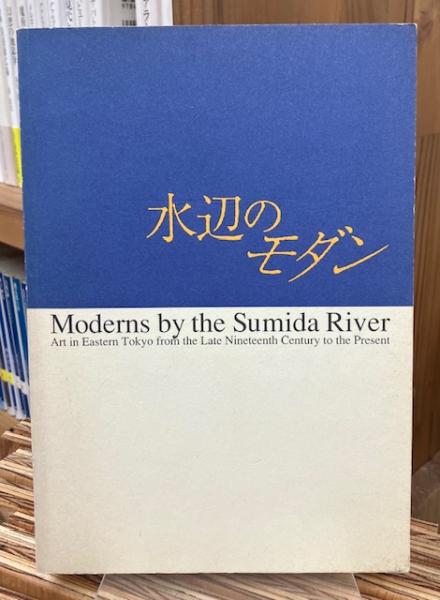 水辺の
モダン
Moderns by the Sumida River
Art in Eastern Tokyo from the Late Nineteenth Century to the Present